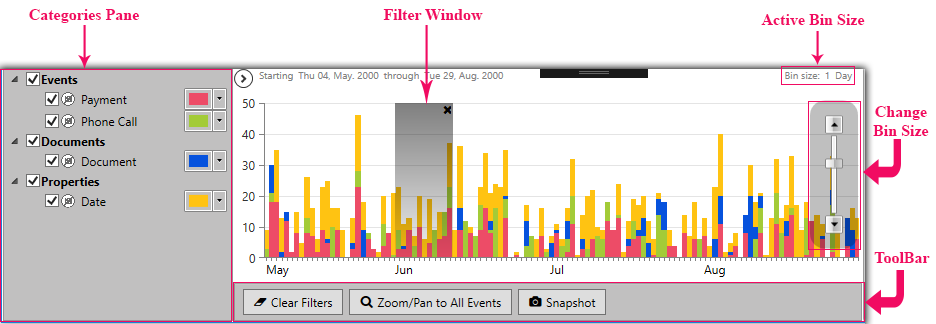 Categories Pane
Filter Window
Active Bin Size
Starting Thu 04, May. 2000 through Tue 29, Aug. 2000
Bin size: 1 Day
Events
Payment
Phone Call
Documents
Document
Properties
Date
50
40
30
20
10
0
May Jun Jul Aug
Change
Bin Size
ToolBar
Clear Filters Zoom/Pan to All Events Snapshot